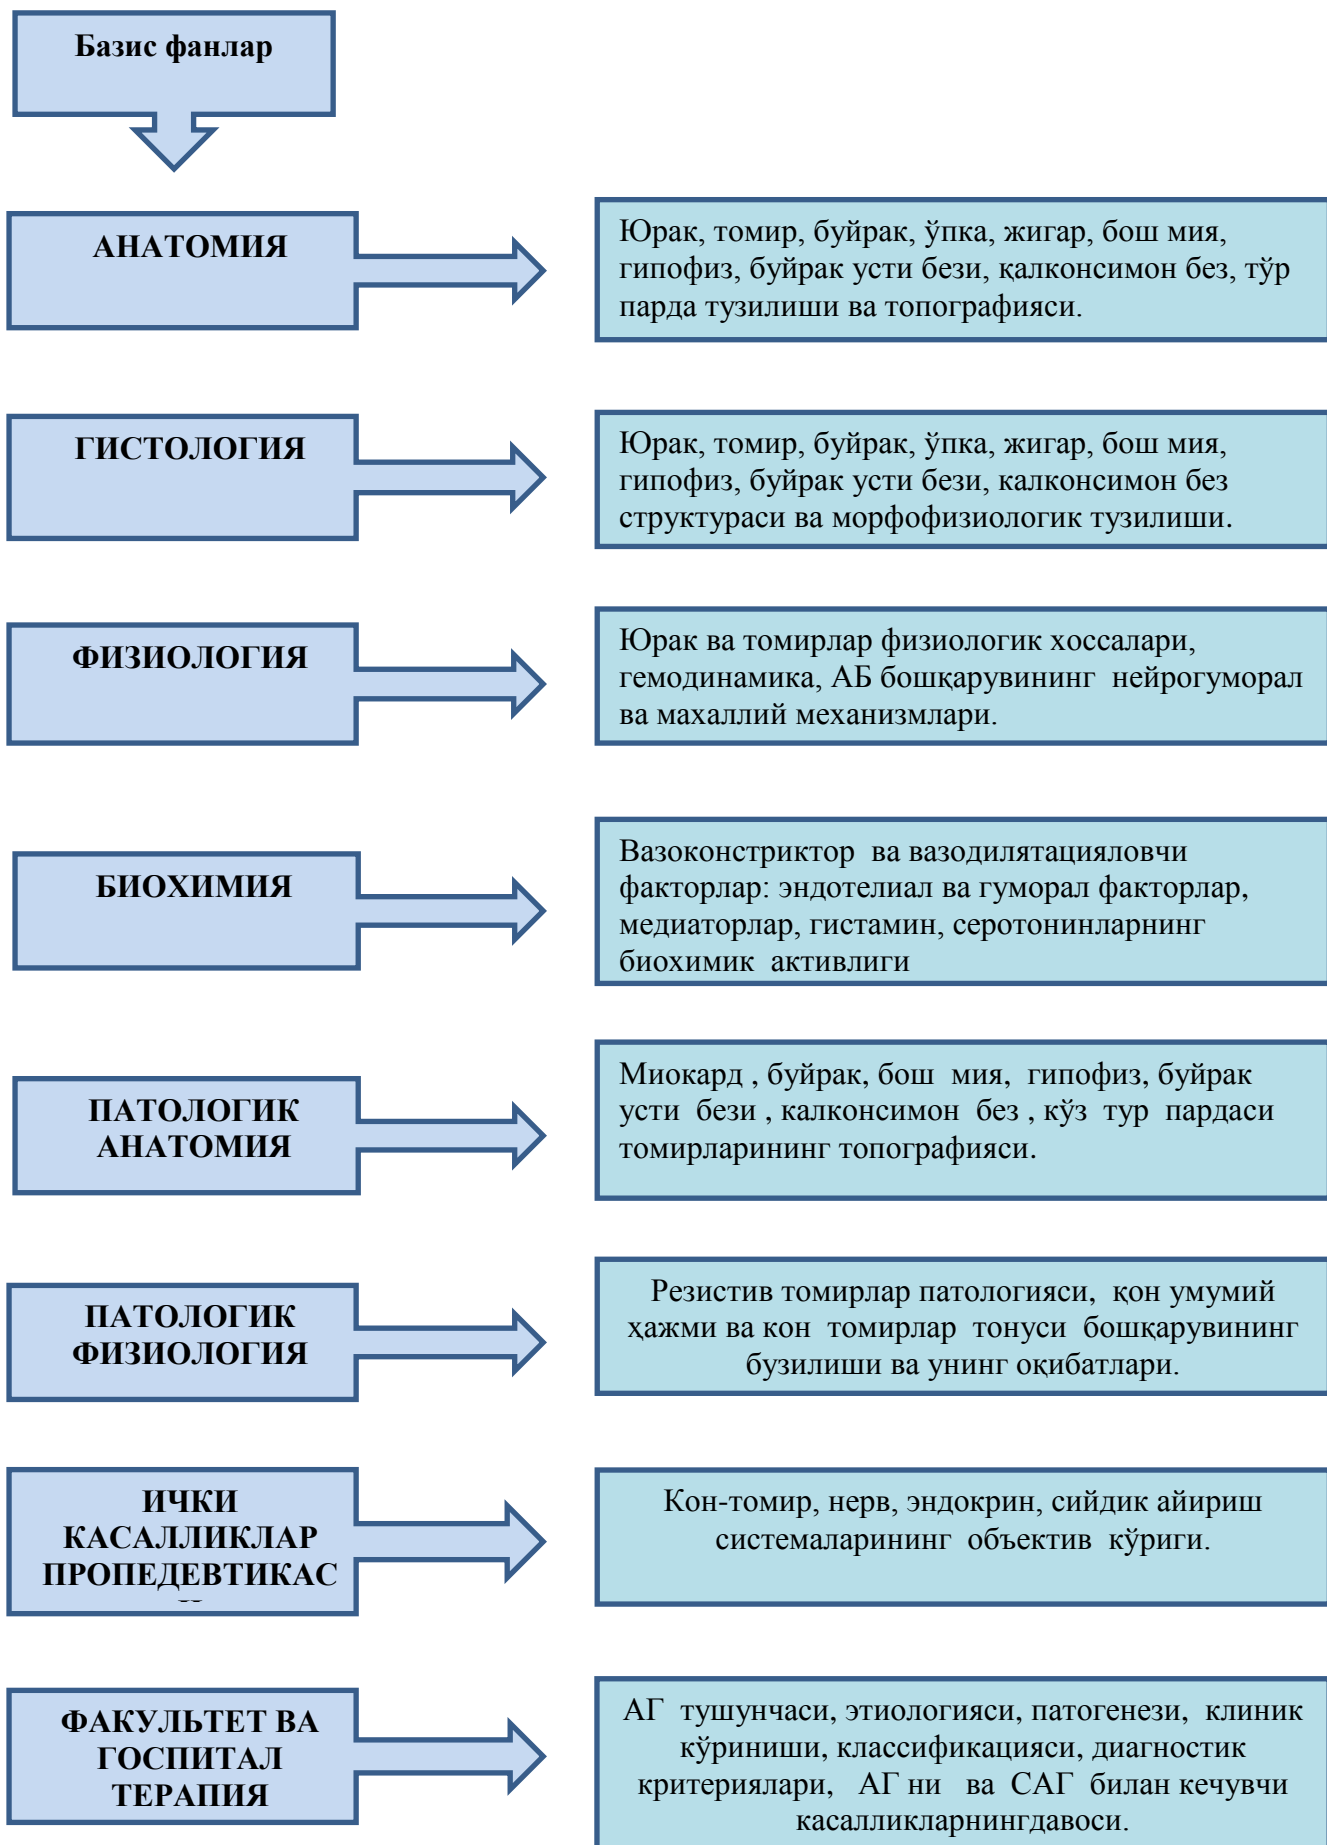 Базис фанлар
АНАТОМИЯ
Юрак, томир, буйрак, ўпка, жигар, бош мия,
гипофиз, буйрак усти бези, қалконсимон без, тўр
парда тузилиши ва топографияси.
ГИСТОЛОГИЯ
Юрак, томир, буйрак, ўпка, жигар, бош мия,
гипофиз, буйрак усти бези, калконсимон без
структураси ва морфофизиологик тузилиши.
ФИЗИОЛОГИЯ
Юрак ва томирлар физиологик хоссалари,
гемодинамика, АБ бошқарувининг нейрогуморал
ва махаллий механизмлари.
БИОХИМИЯ
Вазоконстриктор ва вазодилятацияловчи
факторлар: эндотелиал ва гуморал факторлар,
медиаторлар, гистамин, серотонинларнинг
биохимик активлиги
ПАТОЛОГИК
АНАТОМИЯ
Миокард , буйрак, бош мия, гипофиз, буйрак
усти бези , калконсимон без , кўз тур пардаси
томирларининг топографияси.
ПАТОЛОГИК
ФИЗИОЛОГИЯ
Резистив томирлар патологияси, қон умумий
ҳажми ва кон томирлар тонуси бошқарувининг
бузилиши ва унинг оқибатлари.
ИЧКИ
КАСАЛЛИКЛАР
ПРОПЕДЕВТИКАС
Кон-томир, нерв, эндокрин, сийдик айириш
системаларининг объектив кўриги.
ФАКУЛЬТЕТ ВА
ГОСПИТАЛ
ТЕРАПИЯ
АГ тушунчаси, этиологияси, патогенези, клиник
кўриниши, классификацияси, диагностик
критериялари, АГ ни ва САГ билан кечувчи
касалликларнингдавоси.